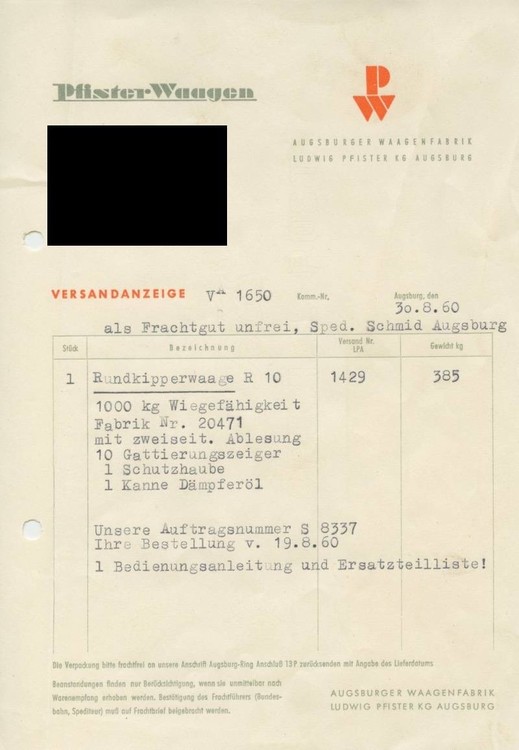 Pfister-Waagen
PW
AUGSBURGER WAAGENFABRIK
LUDWIG PFISTER KG AUGSBURG
VERSANDANZEIGE VA 1650 Komm.-Nr. Augsburg, den
30.8.60
als Frachtgut unfrei, Sped. Schmid Augsburg
Stück Bezeichnung Versand Nr. LPA Gewicht kg
1 Rundkipperwaage R 10 1429 385
1000 kg Wiegefähigkeit
Fabrik Nr. 20471
mit zweiseit. Ablesung
10 Gattierungszeiger
1 Schutzhaube
1 Kanne Dämpferöl
Unsere Auftragsnummer S 8337
Ihre Bestellung v. 19.8.60
1 Bedienungsanleitung und Ersatzteilliste!
Die Verpackung bitte frachtfrei an unsere Anschrift Augsburg-Ring Anschlaß 13P zurücksenden mit Angabe des Lieferdatums
Beanstandungen finden nur Berücksichtigung, wenn sie unmittelbar nach
Warenempfang erhoben werden. Bestätigung des Frachtführers (Bundes-
bahn, Spediteur) muß auf Frachtbrief beigebracht werden.
AUGSBURGER WAAGENFABRIK
LUDWIG PFISTER KG AUGSBURG